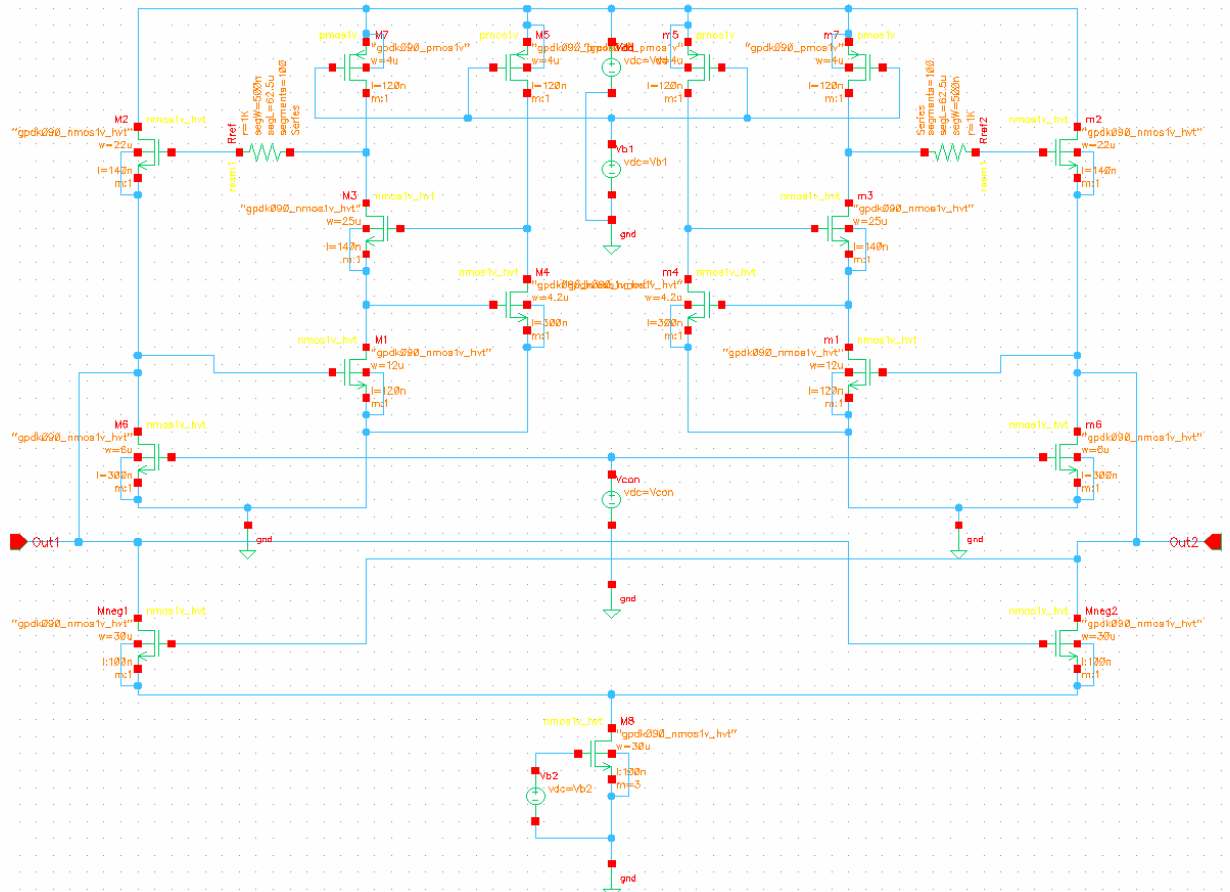 pmos1v
M7
"gpdk090_pmos1v"
w=4u
l=120n
m:1
pmos1v
M5
w=4u
l=120n
m:1
vdc=Vdd
m5
pmos1v
l=120n
m:1
m7
pmos1v
"gpdk090_pmos1v"
w=4u
l=120n
m:1
M2
nmos1v_hvt
"gpdk090_nmos1v_hvt"
w=22u
l=140n
m:1
Rref
r=1K
segW=500n
segL=62.5u
segments=100
Series
Vb1
vdc=Vb1
gnd
Series
segments=100
segL=62.5u
segW=500n
r=1K
Rref2
nmos1v_hvt
m2
"gpdk090_nmos1v_hvt"
w=22u
l=140n
m:1
M3
nmos1v_hvt
"gpdk090_nmos1v_hvt"
w=25u
l=140n
m:1
m3
nmos1v_hvt
"gpdk090_nmos1v_hvt"
w=25u
l=140n
m:1
nmos1v_hvt
M4
w=4.2u
l=300n
m:1
m4
nmos1v_hvt
w=4.2u
l=300n
m:1
nmos1v_hvt
M1
"gpdk090_nmos1v_hvt"
w=12u
l=120n
m:1
m1
nmos1v_hvt
"gpdk090_nmos1v_hvt"
w=12u
l=120n
m:1
M6
nmos1v_hvt
"gpdk090_nmos1v_hvt"
w=6u
l=300n
m:1
Vcon
vdc=Vcon
gnd
nmos1v_hvt
m6
"gpdk090_nmos1v_hvt"
w=6u
l=300n
m:1
Out1
gnd
gnd
Out2
Mneg1
nmos1v_hvt
"gpdk090_nmos1v_hvt"
w=30u
l:100n
m:1
nmos1v_hvt
Mneg2
"gpdk090_nmos1v_hvt"
w=30u
l:100n
m:1
nmos1v_hvt
M8
"gpdk090_nmos1v_hvt"
w=30u
l:100n
m=3
Vb2
vdc=Vb2
gnd